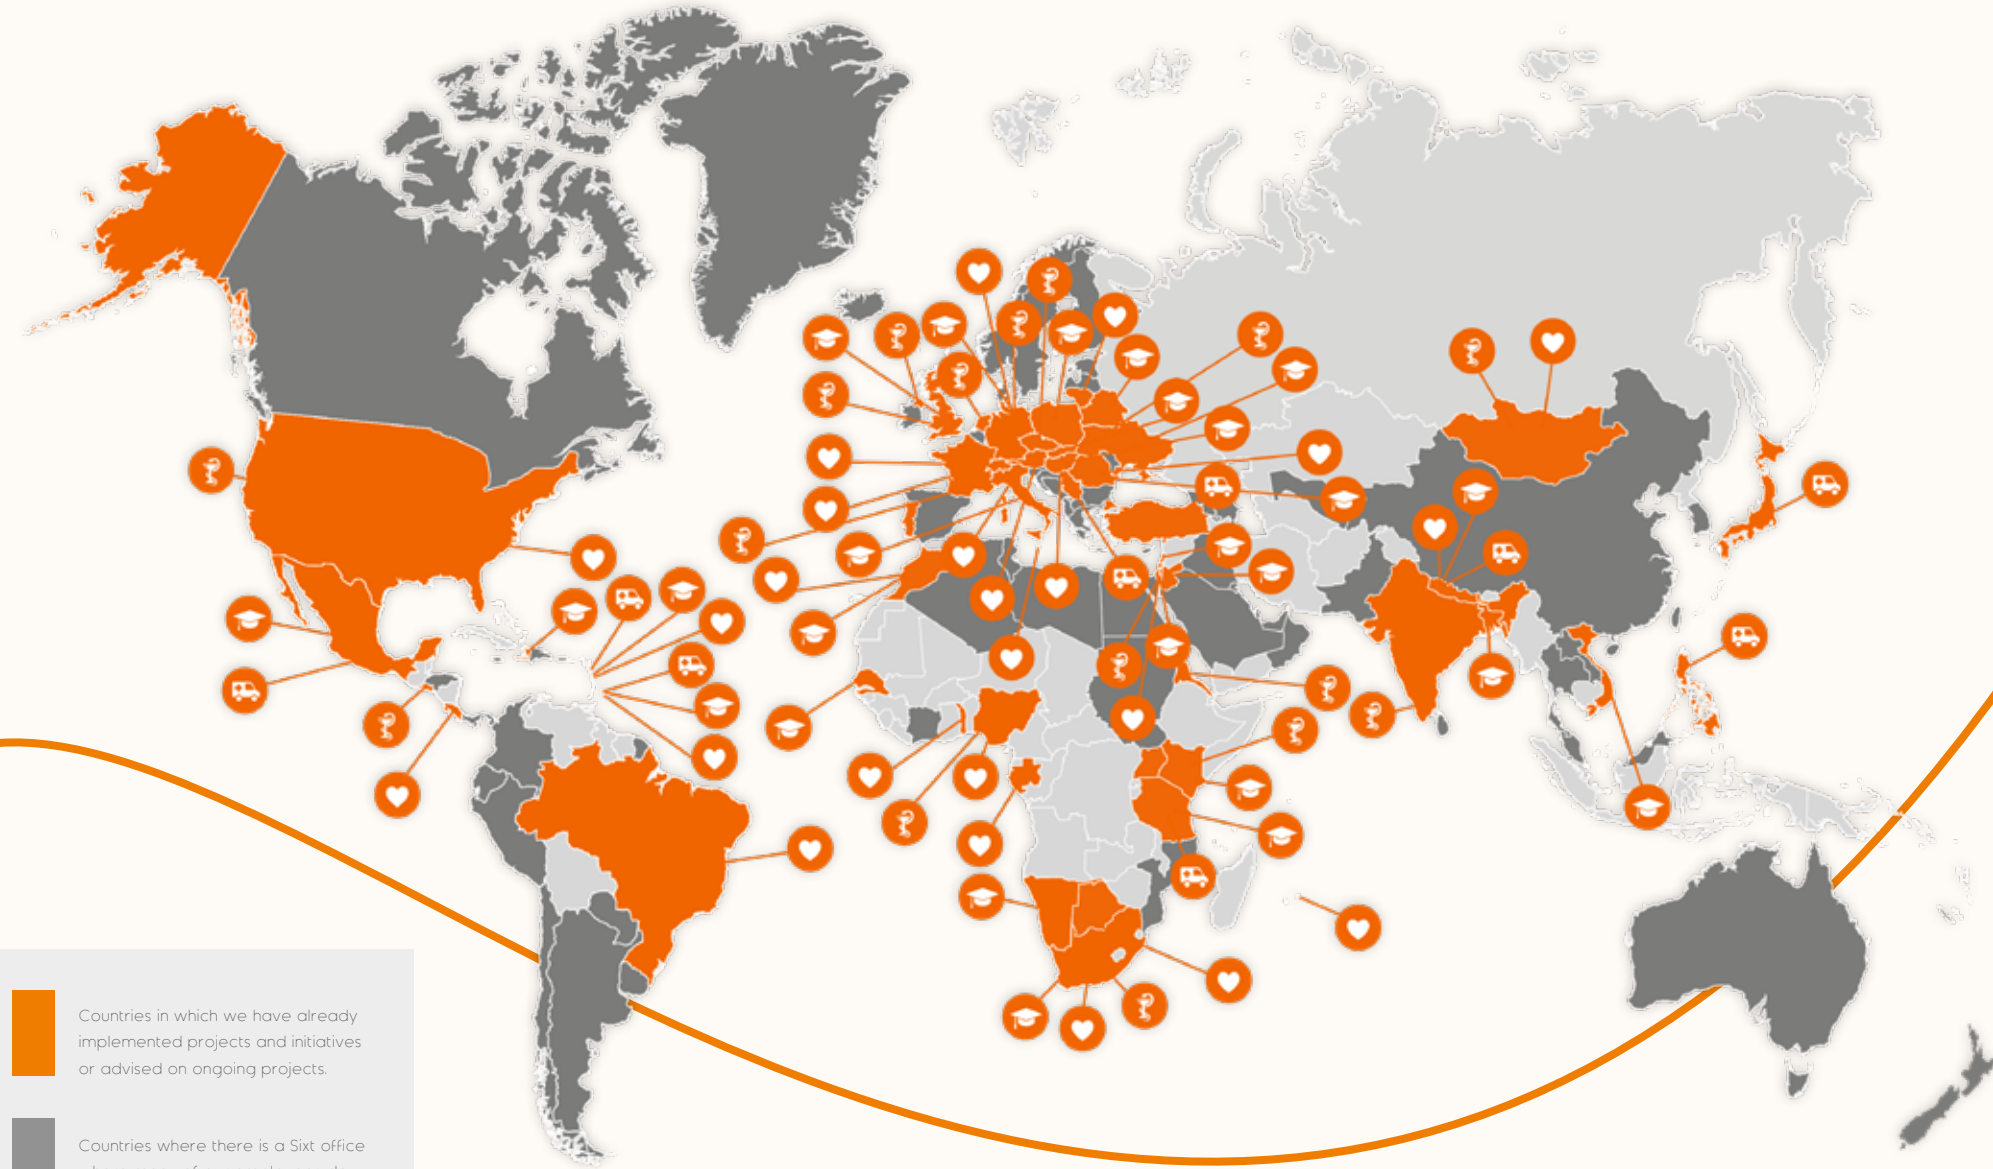 Countries in which we have already
implemented projects and initiatives
or advised on ongoing projects.
Countries where there is a Sixt office